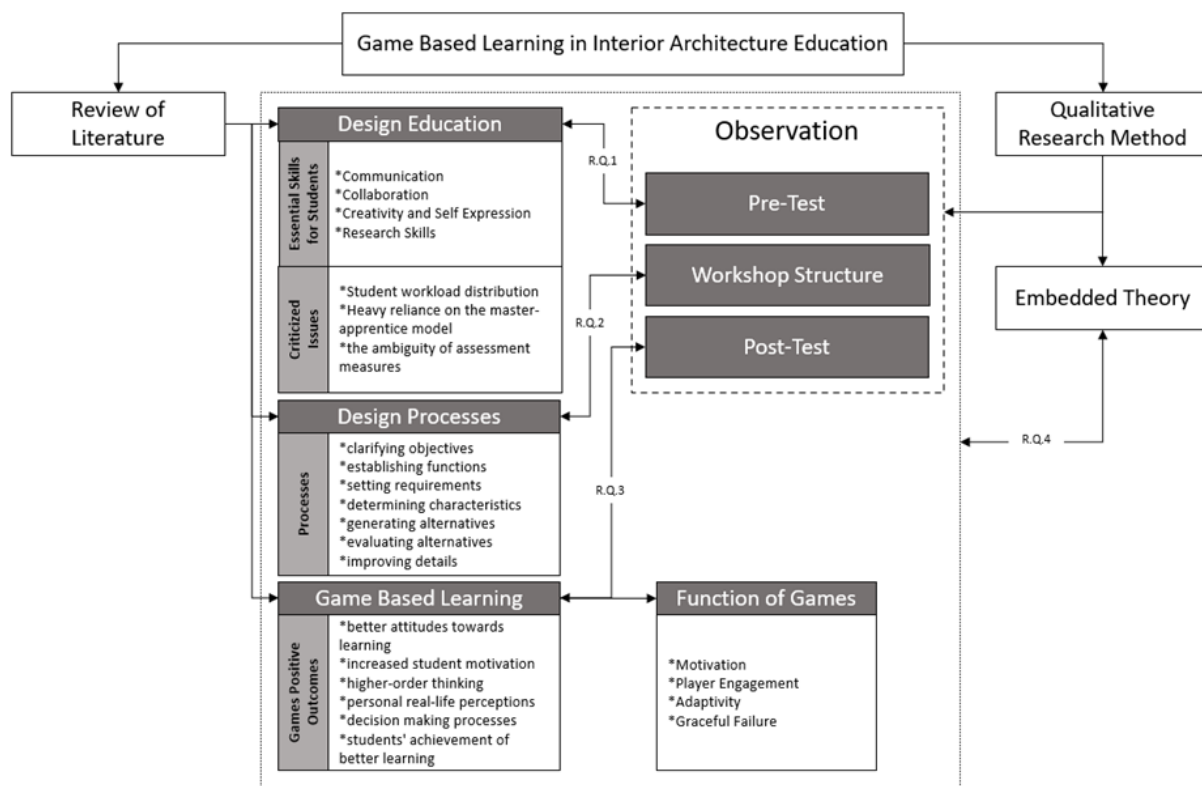 Game Based Learning in Interior Architecture Education
Review of
Literature
Qualitative
Research Method
Embedded Theory
Design Education
Essential Skills
for Students
*Communication
*Collaboration
*Creativity and Self Expression
*Research Skills
Criticized
Issues
*Student workload distribution
*Heavy reliance on the master-
apprentice model
*the ambiguity of assessment
measures
Design Processes
Processes
*clarifying objectives
*establishing functions
*setting requirements
*determining characteristics
*generating alternatives
*evaluating alternatives
*improving details
Game Based Learning
Games Positive
Outcomes
*better attitudes towards
learning
*increased student motivation
*higher-order thinking
*personal real-life perceptions
*decision making processes
*students' achievement of
better learning
R.Q.1
R.Q.2
R.Q.3
R.Q.4
Observation
Pre-Test
Workshop Structure
Post-Test
Function of Games
*Motivation
*Player Engagement
*Adaptivity
*Graceful Failure